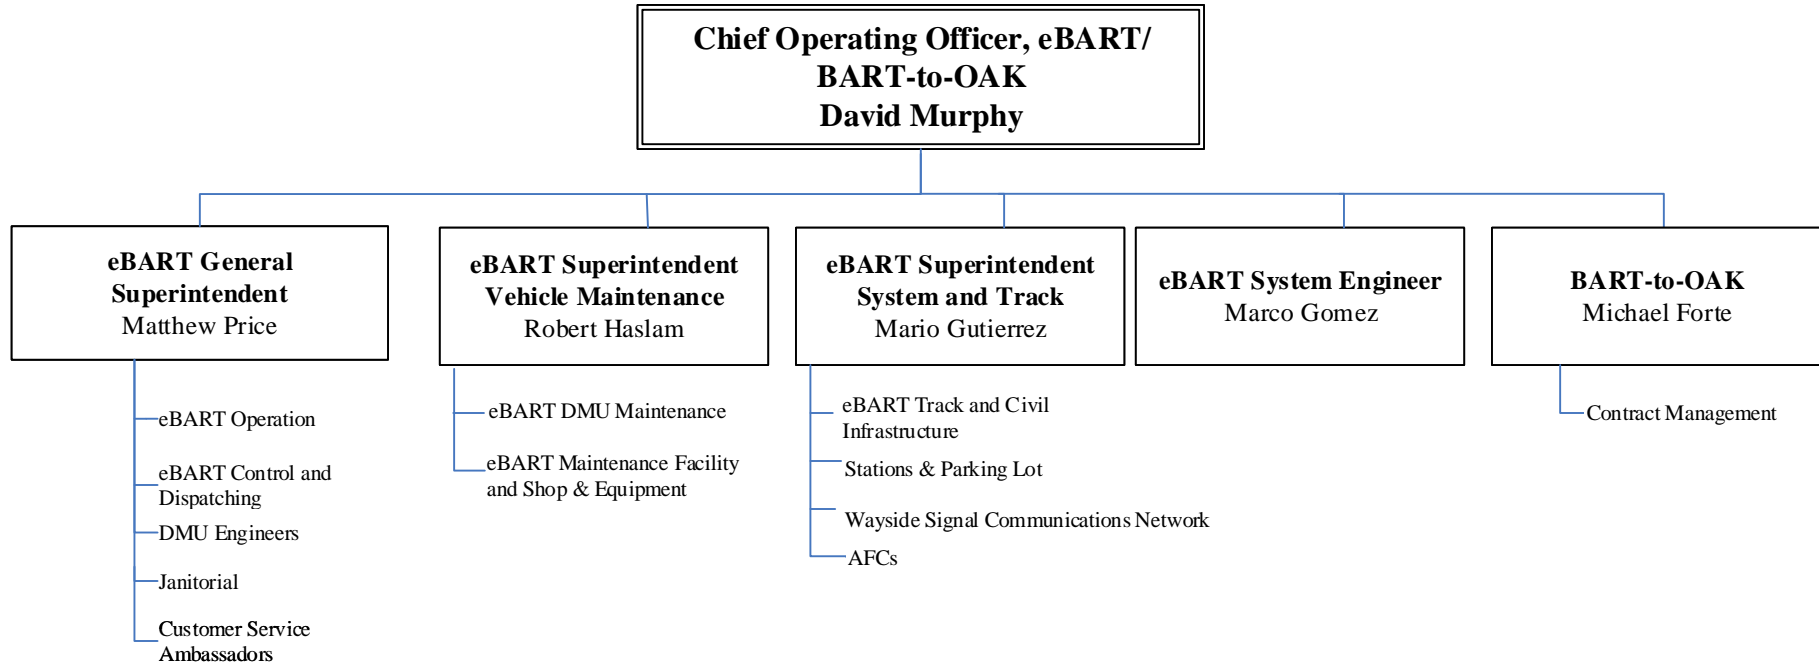 Chief Operating Officer, eBART/
BART-to-OAK
David Murphy
eBART General
Superintendent
Matthew Price
eBART Operation
eBART Control and
Dispatching
DMU Engineers
Janitorial
Customer Service
Ambassadors
eBART Superintendent
Vehicle Maintenance
Robert Haslam
eBART DMU Maintenance
eBART Maintenance Facility
and Shop & Equipment
eBART Superintendent
System and Track
Mario Gutierrez
eBART Track and Civil
Infrastructure
Stations & Parking Lot
Wayside Signal Communications Network
AFCs
eBART System Engineer
Marco Gomez
BART-to-OAK
Michael Forte
Contract Management